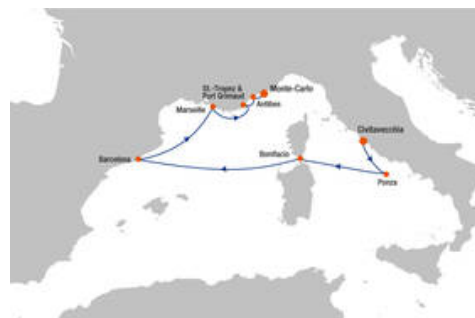 St.-Tropez &
Port Grimaud
Monte-Carlo
Marseille
Antibes
Civitavecchia
Barcelona
Bonifacio
Ponza